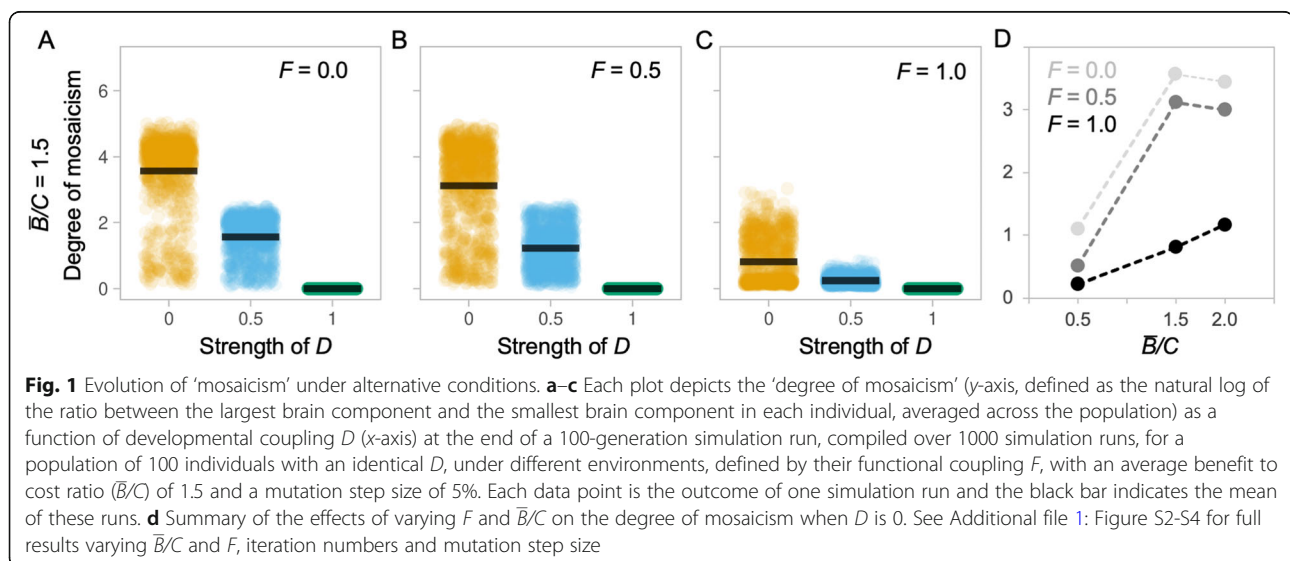 A
B
C
D
F = 0.0
F = 0.5
F = 1.0
F = 0.0
F = 0.5
F = 1.0
B̅/C = 1.5
Degree of mosaicism
6
4
2
0
0 0.5 1
0 0.5 1
0 0.5 1
Strength of D
Strength of D
Strength of D
3
2
1
0
0.5 1.5 2.0
B̅/C
Fig. 1 Evolution of ‘mosaicism’ under alternative conditions. a–c Each plot depicts the ‘degree of mosaicism’ (y-axis, defined as the natural log of
the ratio between the largest brain component and the smallest brain component in each individual, averaged across the population) as a
function of developmental coupling D (x-axis) at the end of a 100-generation simulation run, compiled over 1000 simulation runs, for a
population of 100 individuals with an identical D, under different environments, defined by their functional coupling F, with an average benefit to
cost ratio (B̅/C) of 1.5 and a mutation step size of 5%. Each data point is the outcome of one simulation run and the black bar indicates the mean
of these runs. d Summary of the effects of varying F and B̅/C on the degree of mosaicism when D is 0. See Additional file 1: Figure S2-S4 for full
results varying B̅/C and F, iteration numbers and mutation step size